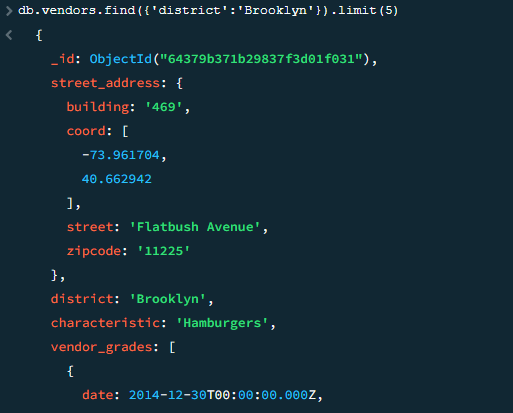 db.vendors.find({'district':'Brooklyn'}).limit(5)
{
_id: ObjectId("64379b371b29837f3d01f031"),
street_address: {
building: '469',
coord: [
-73.961704,
40.662942
],
street: 'Flatbush Avenue',
zipcode: '11225'
},
district: 'Brooklyn',
characteristic: 'Hamburgers',
vendor_grades: [
{
date: 2014-12-30T00:00:00.000Z,